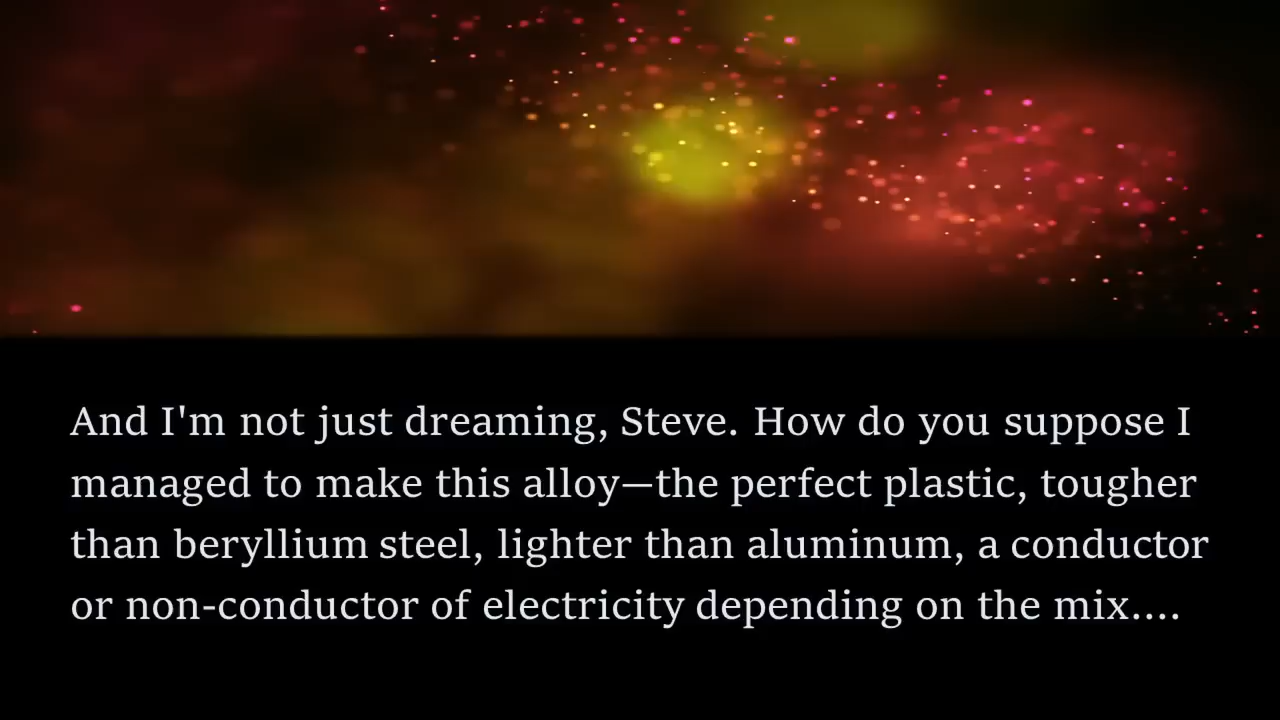 And I'm not just dreaming, Steve. How do you suppose I
managed to make this alloy—the perfect plastic, tougher
than beryllium steel, lighter than aluminum, a conductor
or non-conductor of electricity depending on the mix....